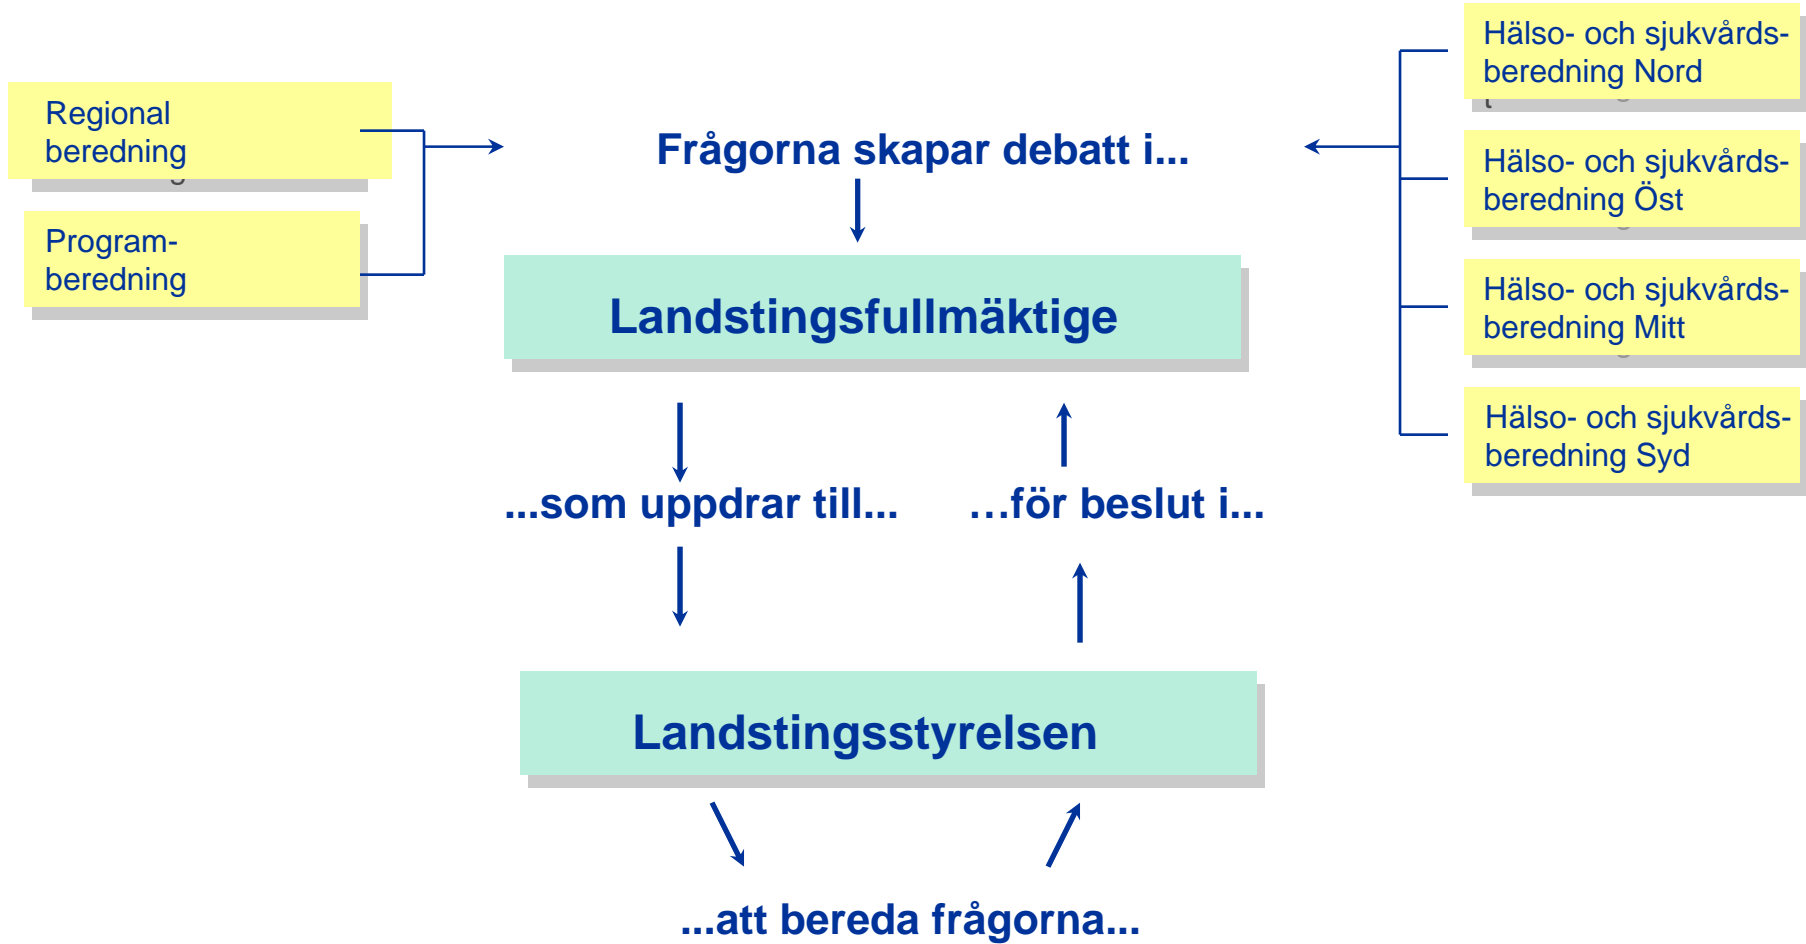 Regional
beredning
Program-
beredning
Frågorna skapar debatt i...
Landstingsfullmäktige
...som uppdrar till...
…för beslut i...
Landstingsstyrelsen
...att bereda frågorna...
Hälso- och sjukvårds-
beredning Nord
Hälso- och sjukvårds-
beredning Öst
Hälso- och sjukvårds-
beredning Mitt
Hälso- och sjukvårds-
beredning Syd